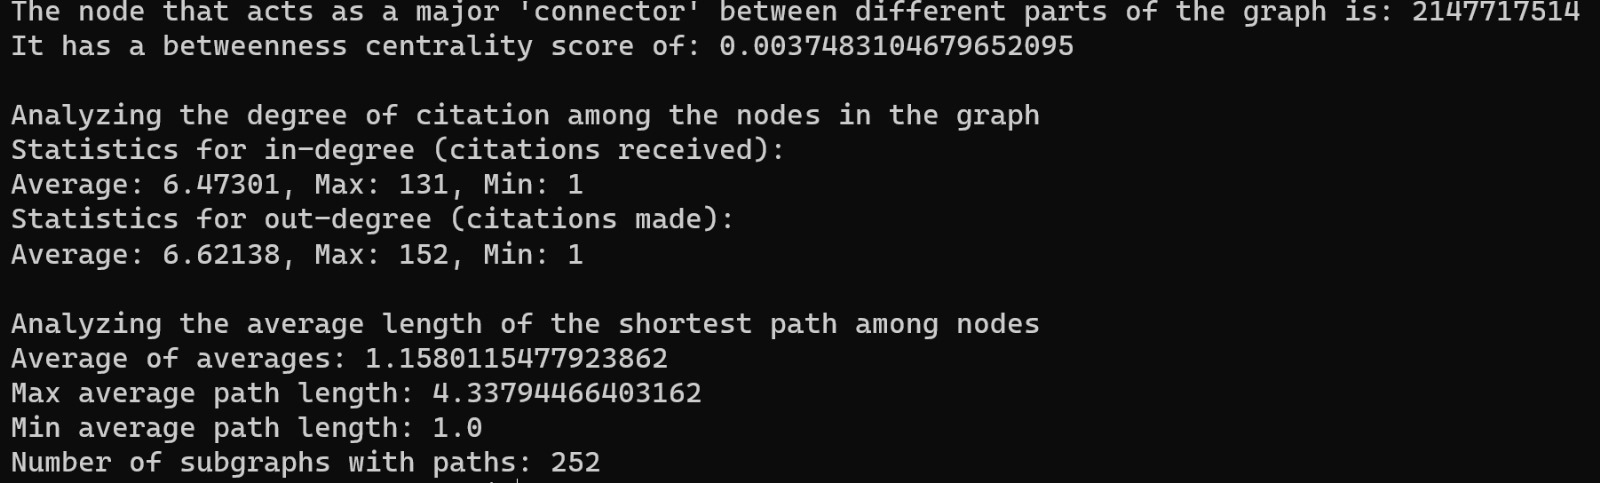 The node that acts as a major 'connector' between different parts of the graph is: 2147717514
It has a betweenness centrality score of: 0.0037483104679652095
Analyzing the degree of citation among the nodes in the graph
Statistics for in-degree (citations received):
Average: 6.47301, Max: 131, Min: 1
Statistics for out-degree (citations made):
Average: 6.62138, Max: 152, Min: 1
Analyzing the average length of the shortest path among nodes
Average of averages: 1.1580115477923862
Max average path length: 4.33794466403162
Min average path length: 1.0
Number of subgraphs with paths: 252